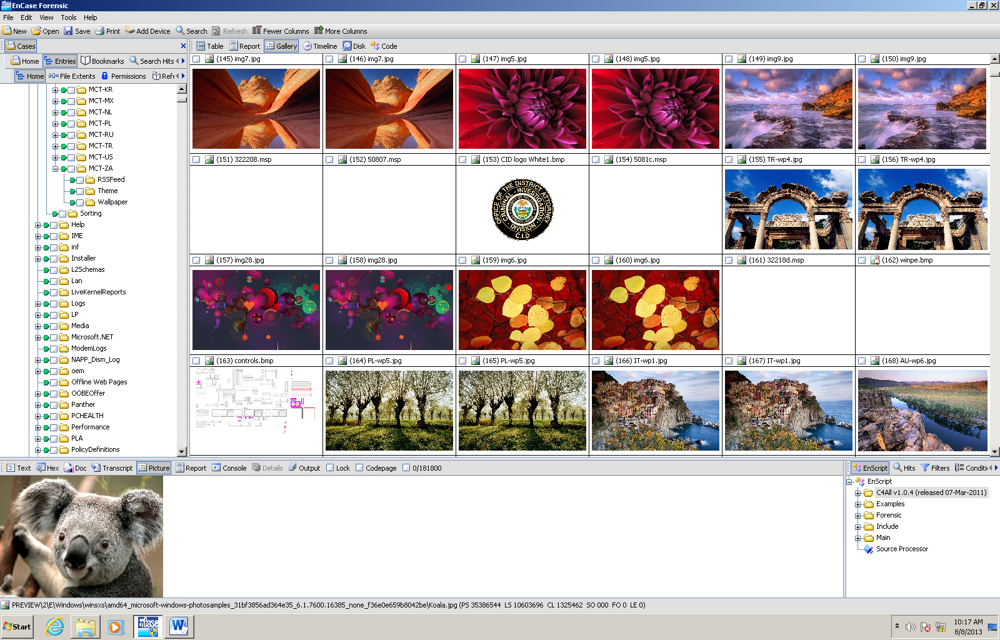 EnCase Forensic
File Edit View Tools Help
New Open Save Print Add Device Search Refresh Fewer Columns More Columns
Cases
Table Report Gallery Timeline Disk Code
Home Entries Bookmarks Search Hits
Home File Extents Permissions Refe
MCT-KR
MCT-MX
MCT-NL
MCT-PL
MCT-RU
MCT-TR
MCT-US
MCT-ZA
RSSFeed
Theme
Wallpaper
Sorting
Help
IME
inf
Installer
L2Schemas
Lan
LiveKernelReports
Logs
LP
Media
Microsoft.NET
ModemLogs
NAPP_Dism_Log
oem
Offline Web Pages
OOBEOffer
Panther
PCHEALTH
Performance
PLA
PolicyDefinitions
(145) img7.jpg (146) img7.jpg (147) img5.jpg (148) img5.jpg (149) img9.jpg (150) img9.jpg
(151) 322208.msp (152) 50807.msp (153) CID logo White1.bmp (154) 5081c.msp (155) TR-wp4.jpg (156) TR-wp4.jpg
OFFICE OF THE DISTRICT ATTORNEY
CRIMINAL INVESTIGATION
DIVISION
C.I.D
(157) img28.jpg (158) img28.jpg (159) img6.jpg (160) img6.jpg (161) 32218d.msp (162) winpe.bmp
(163) controls.bmp (164) PL-wp5.jpg (165) PL-wp5.jpg (166) IT-wp1.jpg (167) IT-wp1.jpg (168) AU-wp6.jpg
Text Hex Doc Transcript Picture Report Console Details Output Lock Codepage 0/181800
EnScript Hits Filters Conditi
EnScript
C4All v1.0.4 (released 07-Mar-2011)
Examples
Forensic
Include
Main
Source Processor
PREVIEW\2\E\Windows\winsxs\amd64_microsoft-windows-photosamples_31bf3856ad364e35_6.1.7600.16385_none_f36e0e659b8042be\Koala.jpg (PS 35386544 LS 10603696 CL 1325462 SO 000 FO 0 LE 0)
Start
EnCase
W
10:17 AM
8/8/2013